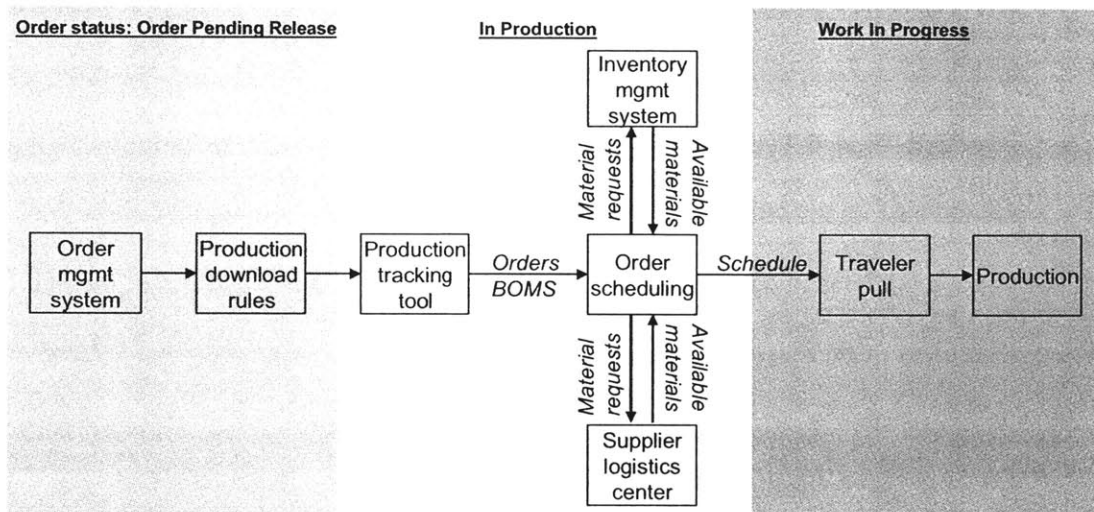 Order status: Order Pending Release
In Production
Work In Progress
Inventory
mgmt
system
Material
requests
Available
materials
Order
mgmt
system
Production
download
rules
Production
tracking
tool
Orders
BOMS
Order
scheduling
Schedule
Traveler
pull
Production
Material
requests
Available
materials
Supplier
logistics
center